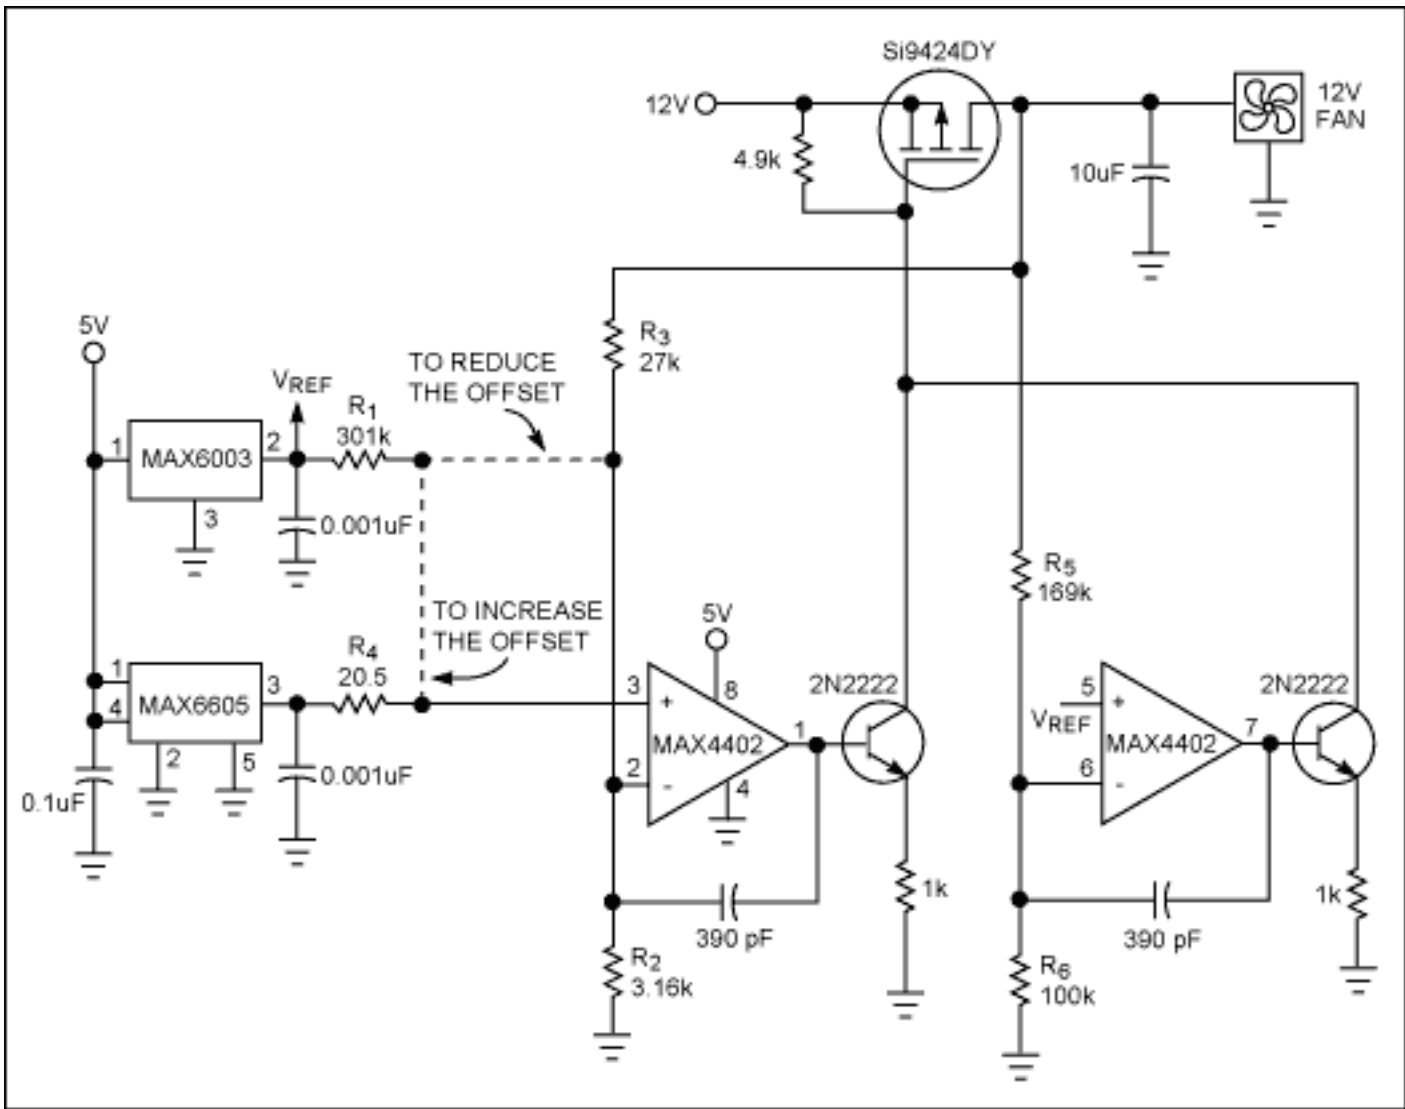 Si9424DY
12V
12V
FAN
4.9k
10uF
5V
R3
27k
TO REDUCE
THE OFFSET
VREF
R1
301k
1
MAX6003
2
3
0.001uF
R5
169k
TO INCREASE
THE OFFSET
5V
R4
20.5
1
4
MAX6605
3
2
5
0.001uF
0.1uF
3
+
8
MAX4402
1
2
-
4
2N2222
5
VREF
+
MAX4402
7
6
-
2N2222
1k
1k
390 pF
390 pF
R2
3.16k
R6
100k